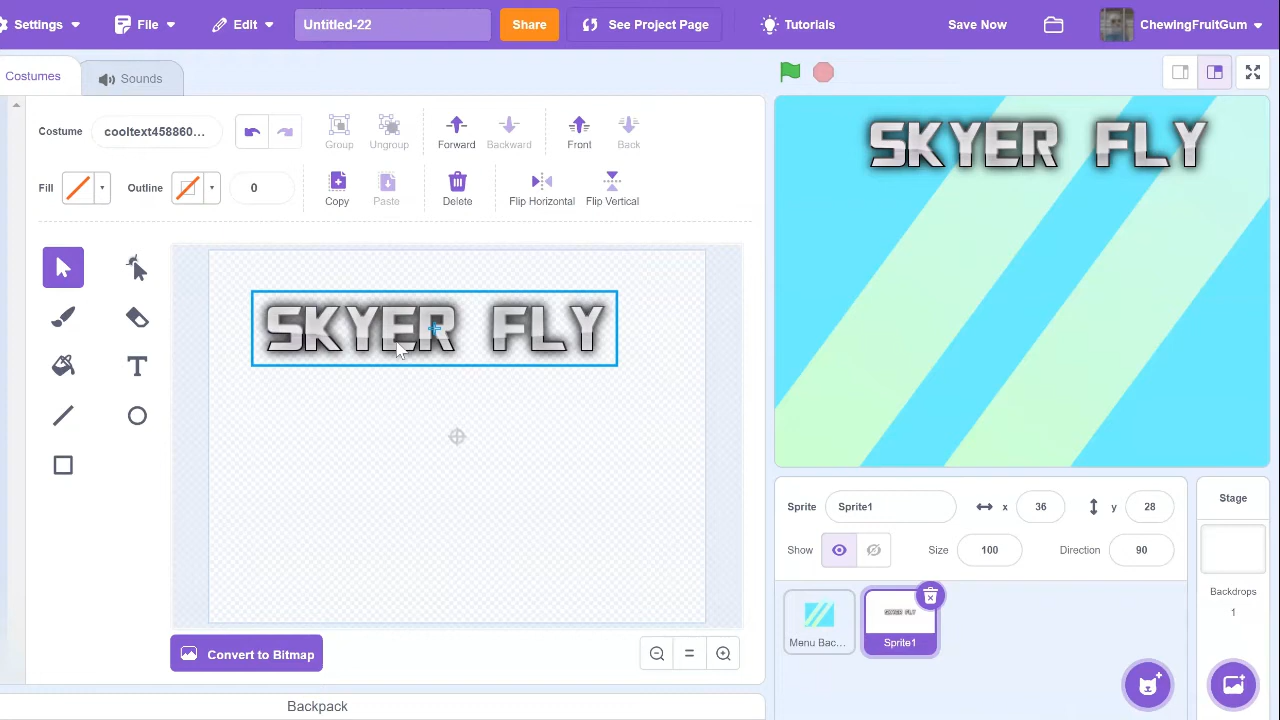 Settings File Edit Untitled-22 Share See Project Page Tutorials Save Now ChewingFruitGum
Costumes Sounds
Costume cooltext458860... Group Ungroup Forward Backward Front Back
Fill Outline 0 Copy Paste Delete Flip Horizontal Flip Vertical
SKYER FLY
SKYER FLY
Convert to Bitmap
Backpack
Sprite Sprite1 x 36 y 28
Show Size 100 Direction 90
Menu Bac... SKYER FLY Sprite1
Stage
Backdrops
1